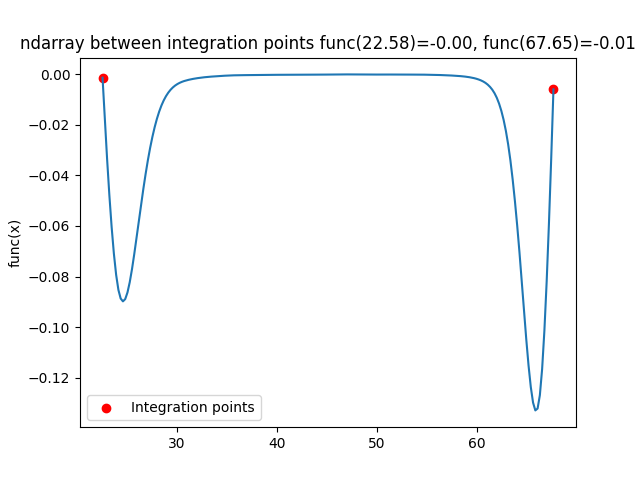 ndarray between integration points func(22.58)=-0.00, func(67.65)=-0.01
0.00
−0.02
−0.04
−0.06
−0.08
−0.10
−0.12
func(x)
Integration points
30 40 50 60